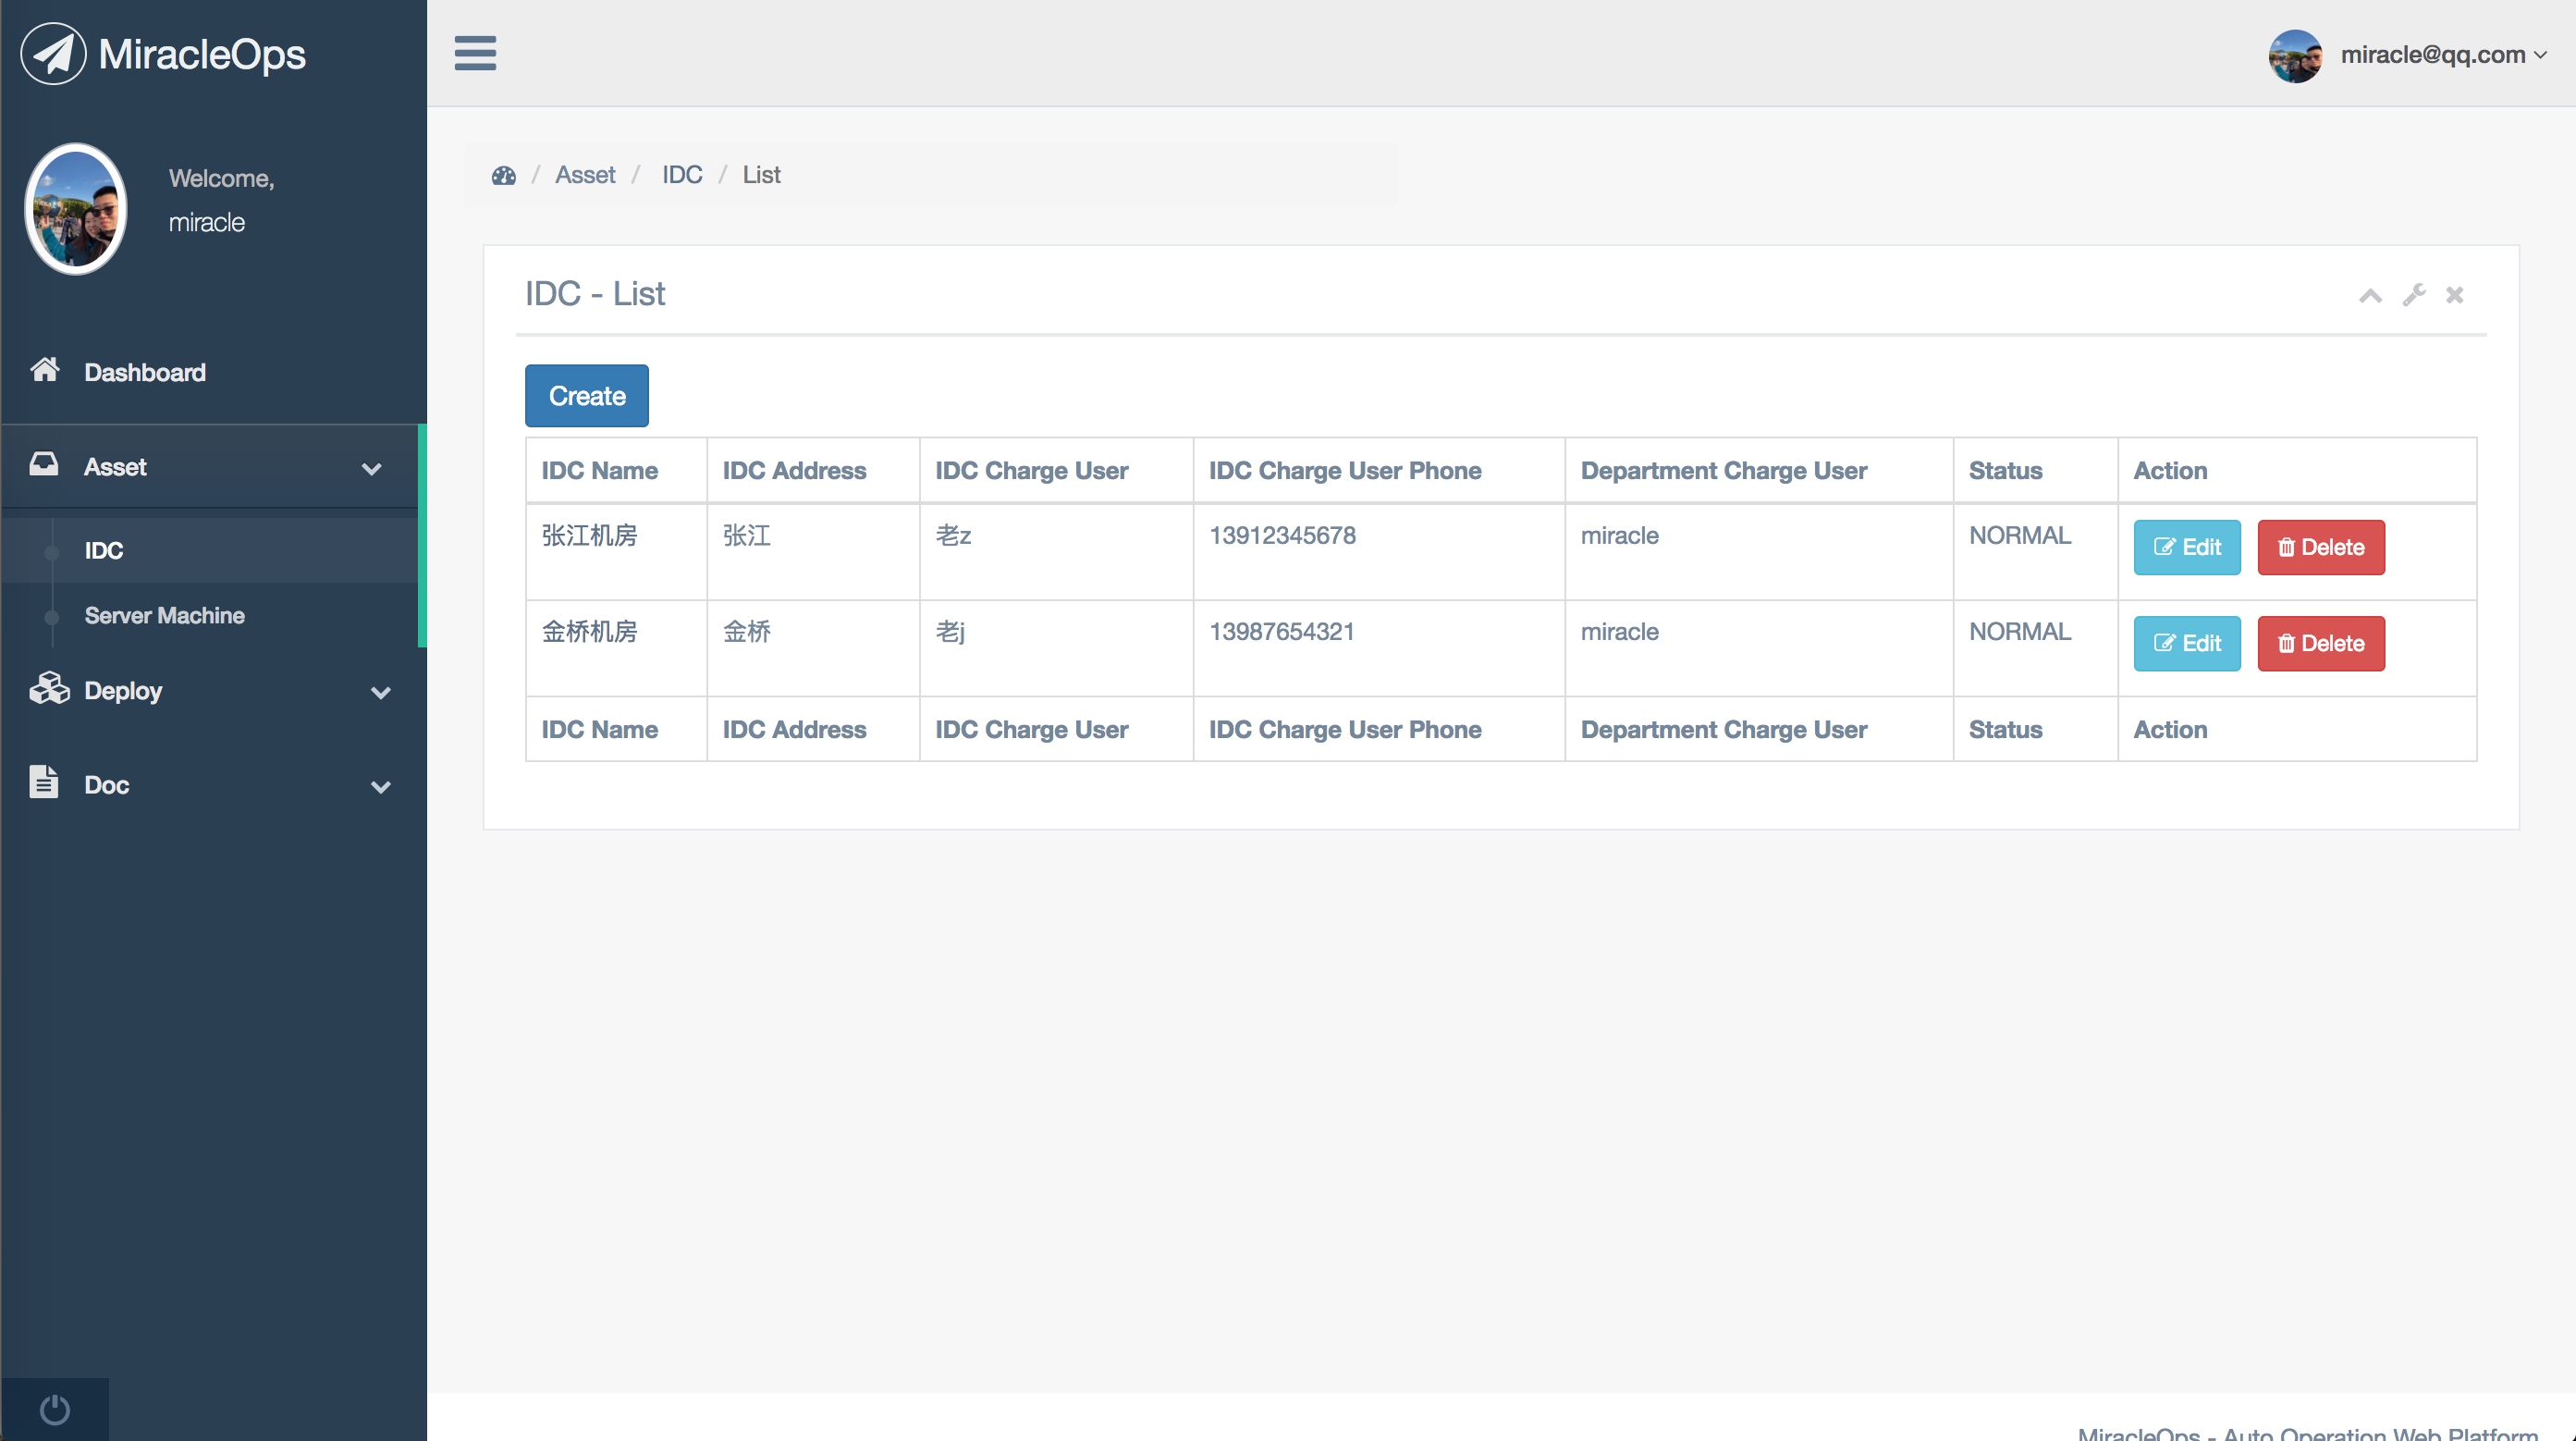 MiracleOps
miracle@qq.com
Welcome,
miracle
/ Asset / IDC / List
IDC - List
Dashboard
Asset
IDC
Server Machine
Deploy
Doc
Create
IDC Name IDC Address IDC Charge User IDC Charge User Phone Department Charge User Status Action
张江机房 张江 老z 13912345678 miracle NORMAL Edit Delete
金桥机房 金桥 老j 13987654321 miracle NORMAL Edit Delete
IDC Name IDC Address IDC Charge User IDC Charge User Phone Department Charge User Status Action
MiracleOps - Auto Operation Web Platform